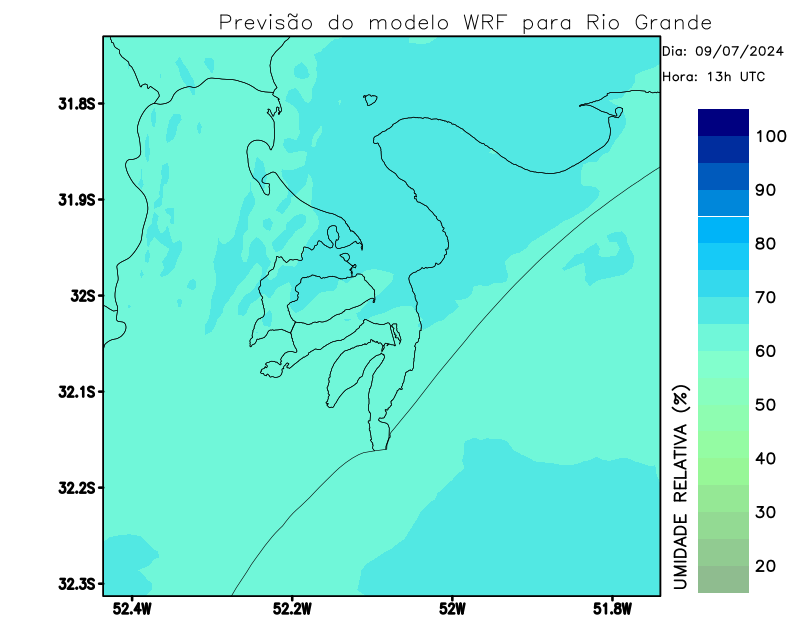 Previsão do modelo WRF para Rio Grande
Dia: 09/07/2024
Hora: 13h UTC
31.8S
31.9S
32S
32.1S
32.2S
32.3S
52.4W
52.2W
52W
51.8W
100
90
80
70
60
50
40
30
20
UMIDADE RELATIVA (%)